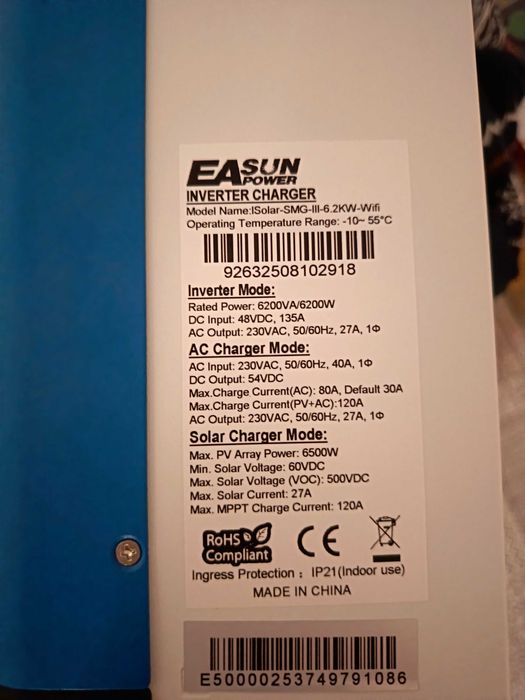 EASUN
POWER
INVERTER CHARGER
Model Name:ISolar-SMG-III-6.2KW-Wifi
Operating Temperature Range: -10~ 55°C
92632508102918
Inverter Mode:
Rated Power: 6200VA/6200W
DC Input: 48VDC, 135A
AC Output: 230VAC, 50/60Hz, 27A, 1Φ
AC Charger Mode:
AC Input: 230VAC, 50/60Hz, 40A, 1Φ
DC Output: 54VDC
Max.Charge Current(AC): 80A, Default 30A
Max.Charge Current(PV+AC):120A
AC Output: 230VAC, 50/60Hz, 27A, 1Φ
Solar Charger Mode:
Max. PV Array Power: 6500W
Min. Solar Voltage: 60VDC
Max. Solar Voltage (VOC): 500VDC
Max. Solar Current: 27A
Max. MPPT Charge Current: 120A
RoHS
Compliant
CE
Ingress Protection : IP21(Indoor use)
MADE IN CHINA
E50000253749791086